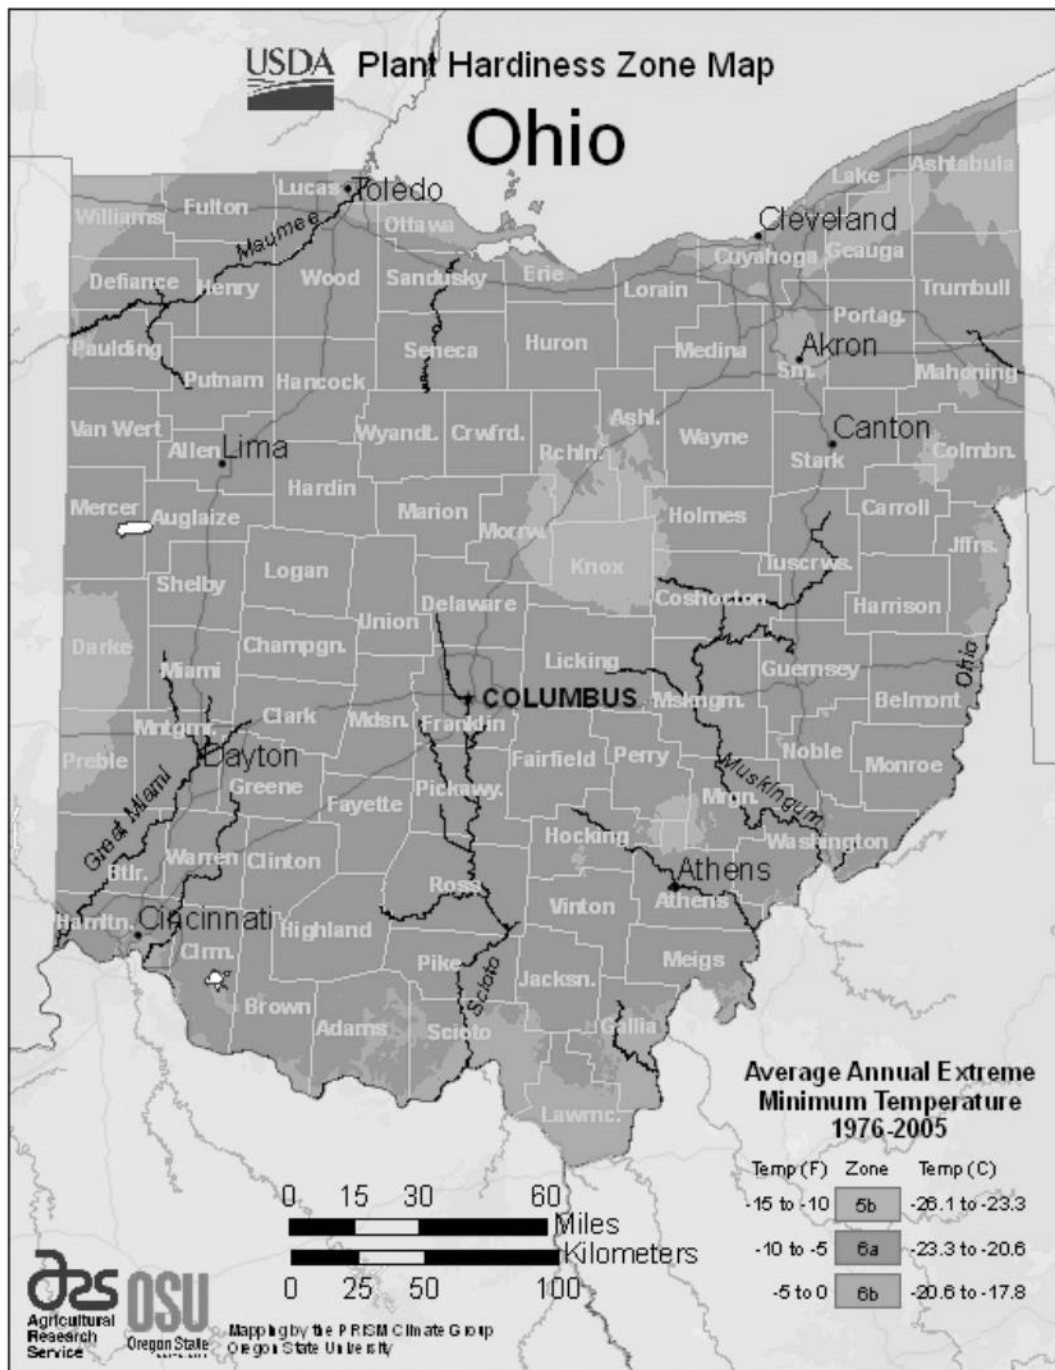 USDA Plant Hardiness Zone Map
Ohio
Williams
Fulton
Lucas
Toledo
Ottawa
Maumee
Lake
Ashtabula
Cleveland
Cuyahoga
Geauga
Defiance
Henry
Wood
Sandusky
Erie
Lorain
Trumbull
Portag.
Paulding
Putnam
Hancock
Seneca
Huron
Medina
Sm.
Akron
Mahoning
Van Wert
Allen
Lima
Wyandt.
Crwfrd.
Rchln.
Ashl.
Wayne
Stark
Canton
Colmbn.
Mercer
Auglaize
Hardin
Marion
Morrw.
Holmes
Carroll
Jffrs.
Shelby
Logan
Knox
Tuscrws.
Coshocton
Harrison
Delaware
Union
Darke
Miami
Champgn.
Licking
Guernsey
Belmont
Ohio
COLUMBUS
Franklin
Mskngm.
Mntgmr.
Clark
Mdsn.
Preble
Dayton
Greene
Fairfield
Perry
Noble
Monroe
Muskingum
Mrgn.
Pickawy.
Fayette
Great Miami
Hocking
Washington
Btlr.
Warren
Clinton
Ross
Athens
Athens
Vinton
Hamltn.
Cincinnati
Clrm.
Highland
Pike
Scioto
Jacksn.
Meigs
Brown
Adams
Scioto
Gallia
Lawrnc.
Average Annual Extreme
Minimum Temperature
1976-2005
Temp (F) Zone Temp (C)
-15 to -10 5b -26.1 to -23.3
-10 to -5 6a -23.3 to -20.6
-5 to 0 6b -20.6 to -17.8
0 15 30 60
Miles
Kilometers
0 25 50 100
ars
Agricultural
Research
Service
OSU
Oregon State
Mapping by the PRISM Climate Group
Oregon State University